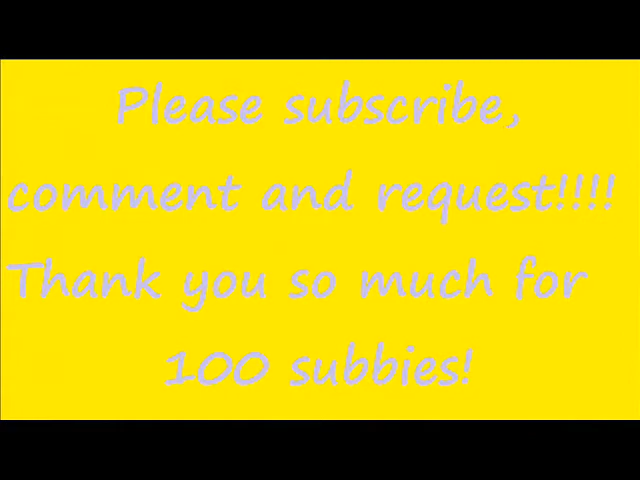 Please subscribe,
comment and request!!!!
Thank you so much for
100 subbies!